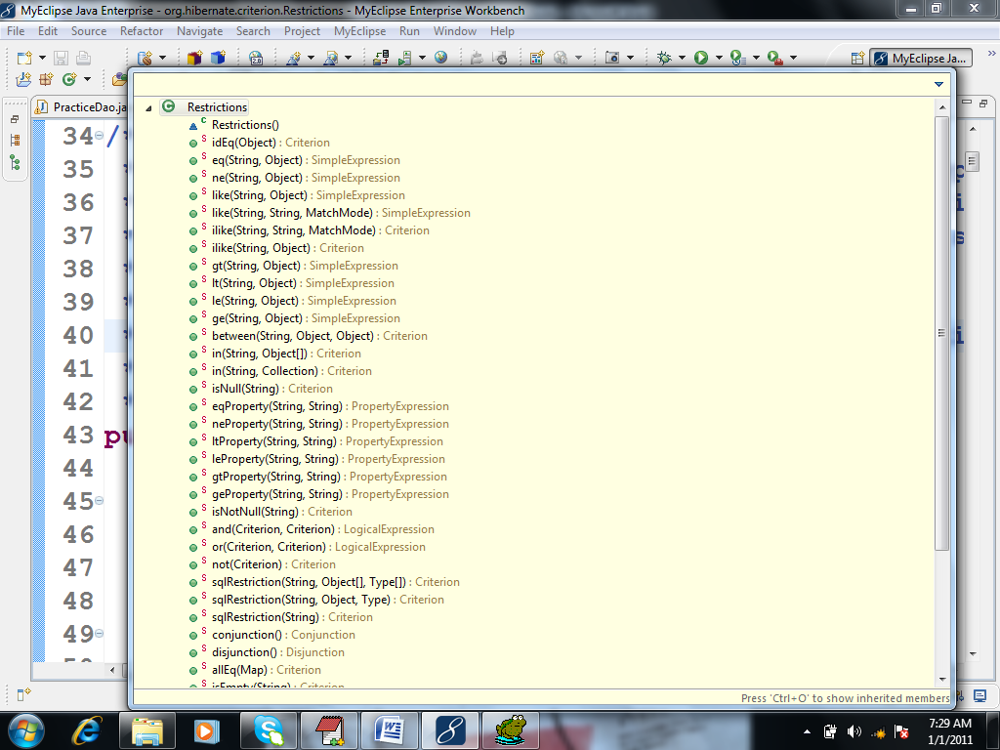 MyEclipse Java Enterprise - org.hibernate.criterion.Restrictions - MyEclipse Enterprise Workbench
File Edit Source Refactor Navigate Search Project MyEclipse Run Window Help
MyEclipse Ja...
PracticeDao.ja
Restrictions
Restrictions()
idEq(Object) : Criterion
eq(String, Object) : SimpleExpression
ne(String, Object) : SimpleExpression
like(String, Object) : SimpleExpression
like(String, String, MatchMode) : SimpleExpression
ilike(String, String, MatchMode) : Criterion
ilike(String, Object) : Criterion
gt(String, Object) : SimpleExpression
lt(String, Object) : SimpleExpression
le(String, Object) : SimpleExpression
ge(String, Object) : SimpleExpression
between(String, Object, Object) : Criterion
in(String, Object[]) : Criterion
in(String, Collection) : Criterion
isNull(String) : Criterion
eqProperty(String, String) : PropertyExpression
neProperty(String, String) : PropertyExpression
ltProperty(String, String) : PropertyExpression
leProperty(String, String) : PropertyExpression
gtProperty(String, String) : PropertyExpression
geProperty(String, String) : PropertyExpression
isNotNull(String) : Criterion
and(Criterion, Criterion) : LogicalExpression
or(Criterion, Criterion) : LogicalExpression
not(Criterion) : Criterion
sqlRestriction(String, Object[], Type[]) : Criterion
sqlRestriction(String, Object, Type) : Criterion
sqlRestriction(String) : Criterion
conjunction() : Conjunction
disjunction() : Disjunction
allEq(Map) : Criterion
isEmpty(String) : Criterion
34 /*
35
36
37
38
39
40
41
42
43 pu
44
45
46
47
48
49
Press 'Ctrl+O' to show inherited members
7:29 AM
1/1/2011